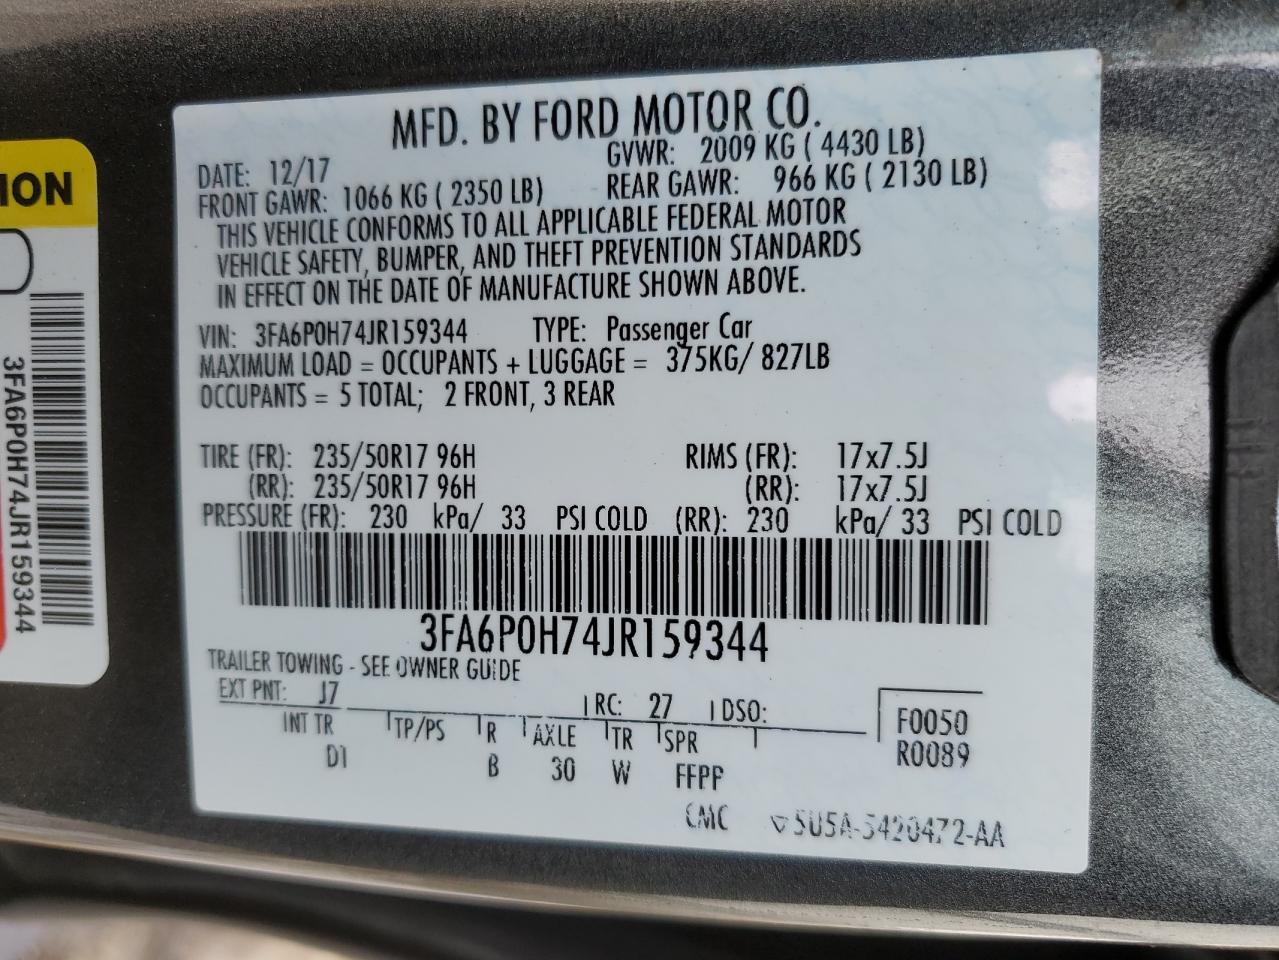 MFD. BY FORD MOTOR CO.
DATE: 12/17 GVWR: 2009 KG ( 4430 LB)
FRONT GAWR: 1066 KG ( 2350 LB) REAR GAWR: 966 KG ( 2130 LB)
THIS VEHICLE CONFORMS TO ALL APPLICABLE FEDERAL MOTOR
VEHICLE SAFETY, BUMPER, AND THEFT PREVENTION STANDARDS
IN EFFECT ON THE DATE OF MANUFACTURE SHOWN ABOVE.
VIN: 3FA6P0H74JR159344 TYPE: Passenger Car
MAXIMUM LOAD = OCCUPANTS + LUGGAGE = 375KG/ 827LB
OCCUPANTS = 5 TOTAL; 2 FRONT, 3 REAR
TIRE (FR): 235/50R17 96H RIMS (FR): 17x7.5J
(RR): 235/50R17 96H (RR): 17x7.5J
PRESSURE (FR): 230 kPa/ 33 PSI COLD (RR): 230 kPa/ 33 PSI COLD
3FA6P0H74JR159344
TRAILER TOWING - SEE OWNER GUIDE
EXT PNT: J7 RC: 27 DSO:
INT TR TP/PS R AXLE TR SPR
D1 B 30 W FFPP
F0050
R0089
CMC 5U5A-5420472-AA
ION
3FA6P0H74JR159344